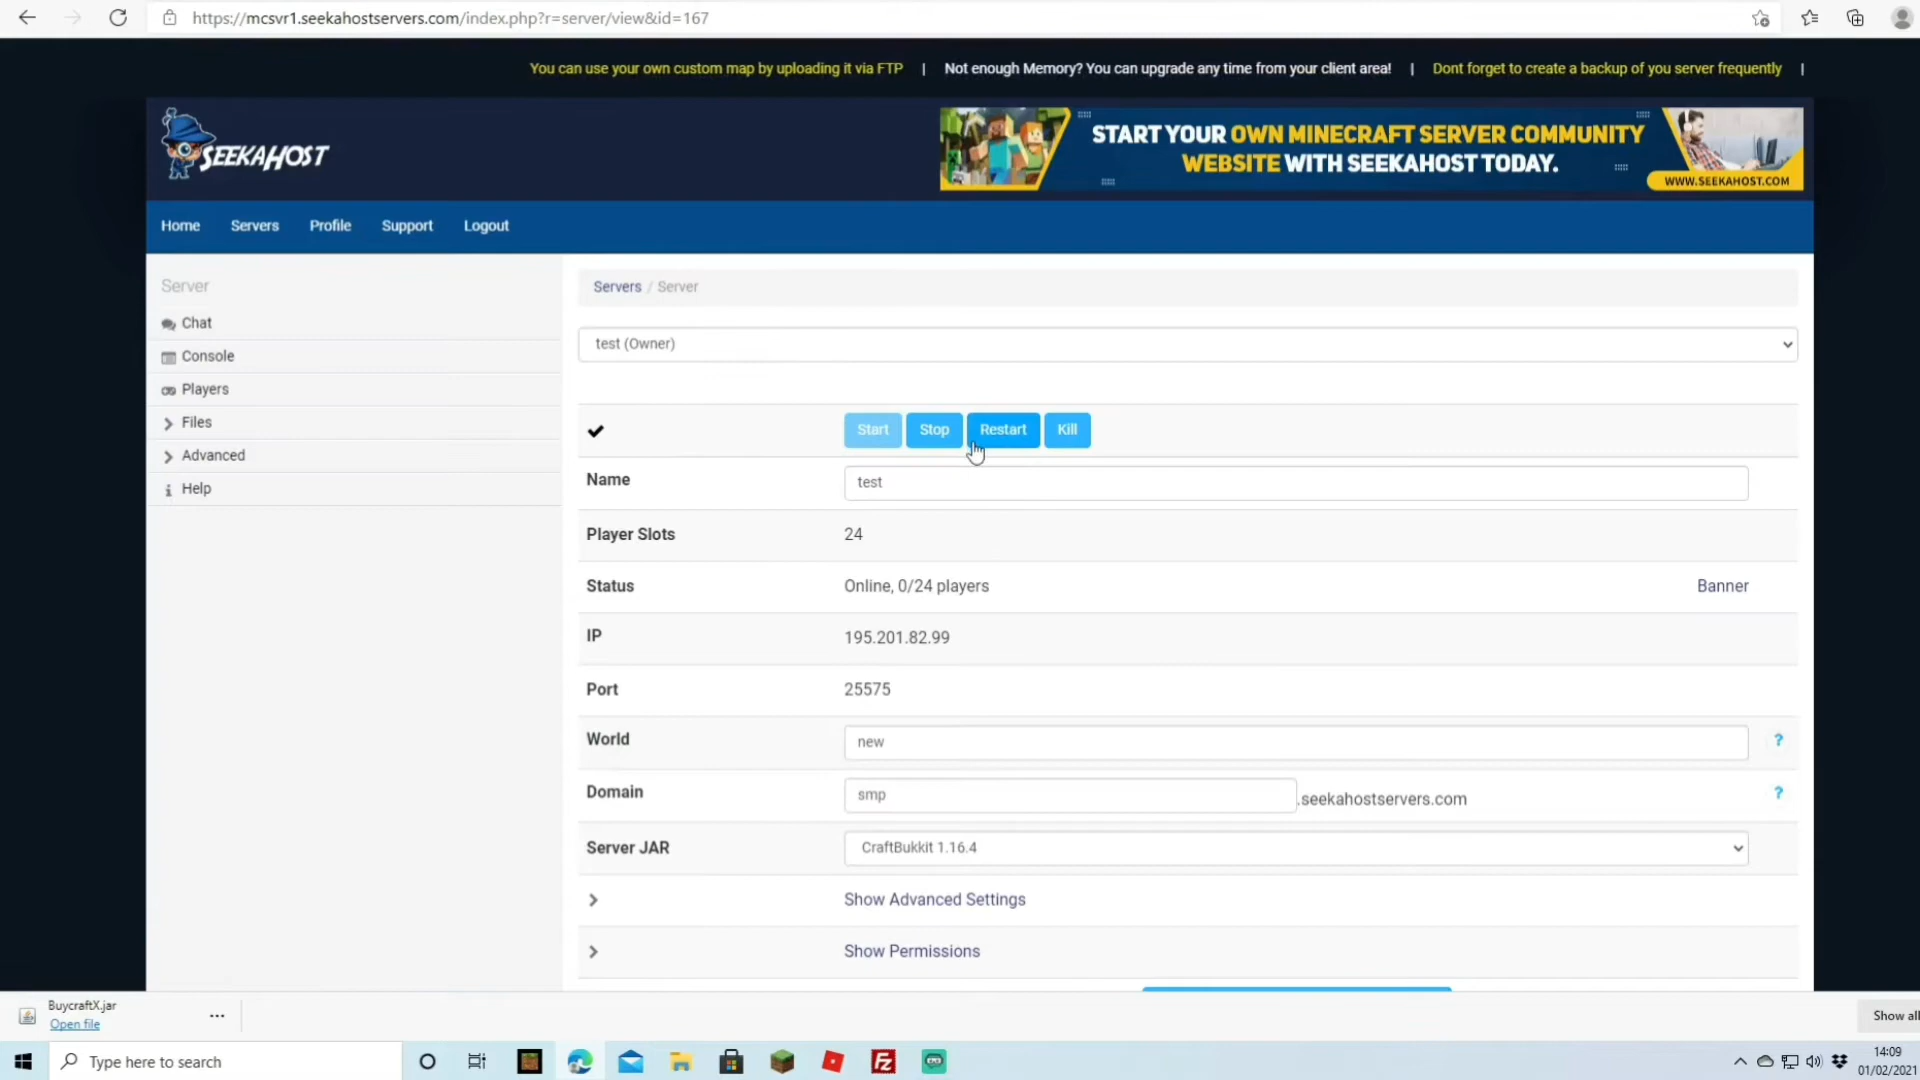 https://mcsvr1.seekahostservers.com/index.php?r=server/view&id=167
You can use your own custom map by uploading it via FTP | Not enough Memory? You can upgrade any time from your client area! | Dont forget to create a backup of you server frequently |
SEEKAHOST
START YOUR OWN MINECRAFT SERVER COMMUNITY
WEBSITE WITH SEEKAHOST TODAY.
WWW.SEEKAHOST.COM
Home Servers Profile Support Logout
Server
Chat
Console
Players
Files
Advanced
Help
Servers / Server
test (Owner)
Start Stop Restart Kill
Name test
Player Slots 24
Status Online, 0/24 players Banner
IP 195.201.82.99
Port 25575
World new ?
Domain smp .seekahostservers.com ?
Server JAR CraftBukkit 1.16.4
Show Advanced Settings
Show Permissions
BuycraftX.jar
Open file
...
Show all
Type here to search
14:09
01/02/2021